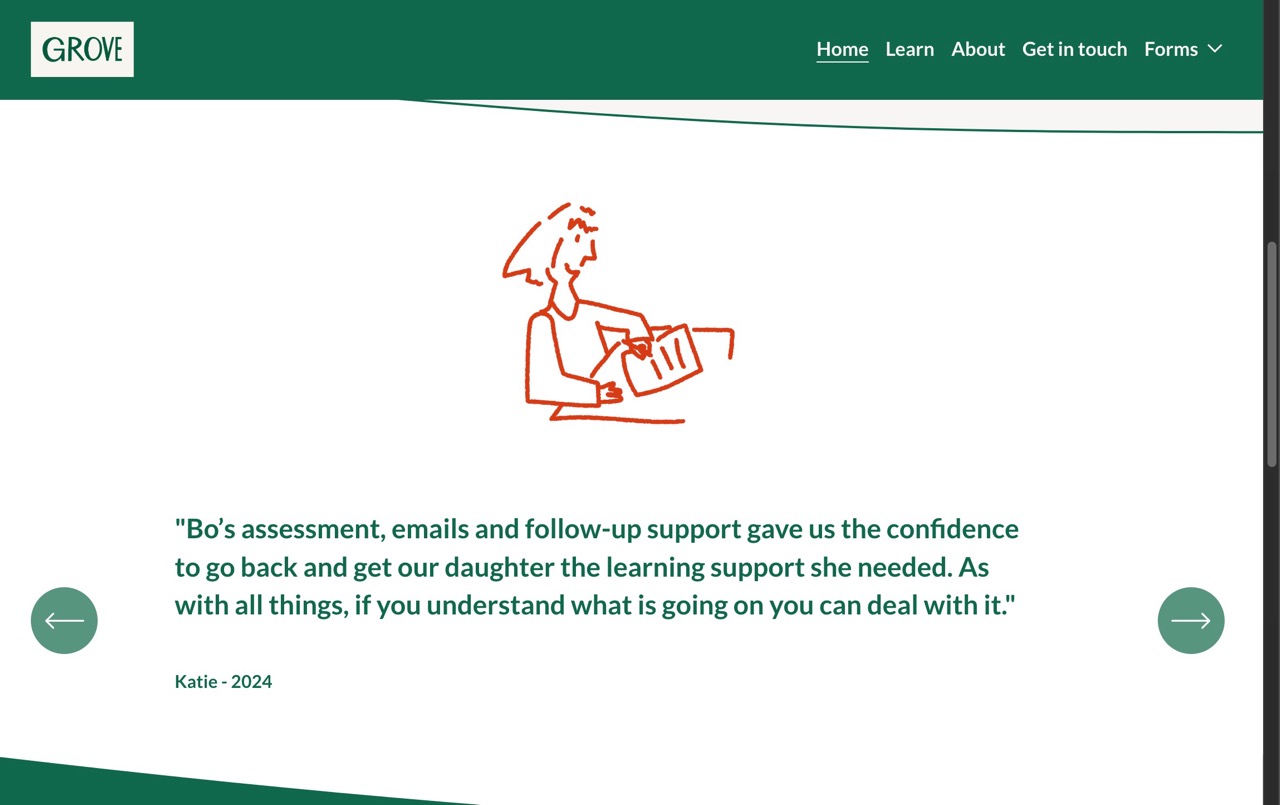 GROVE
Home Learn About Get in touch Forms
"Bo’s assessment, emails and follow-up support gave us the confidence
to go back and get our daughter the learning support she needed. As
with all things, if you understand what is going on you can deal with it."
Katie - 2024